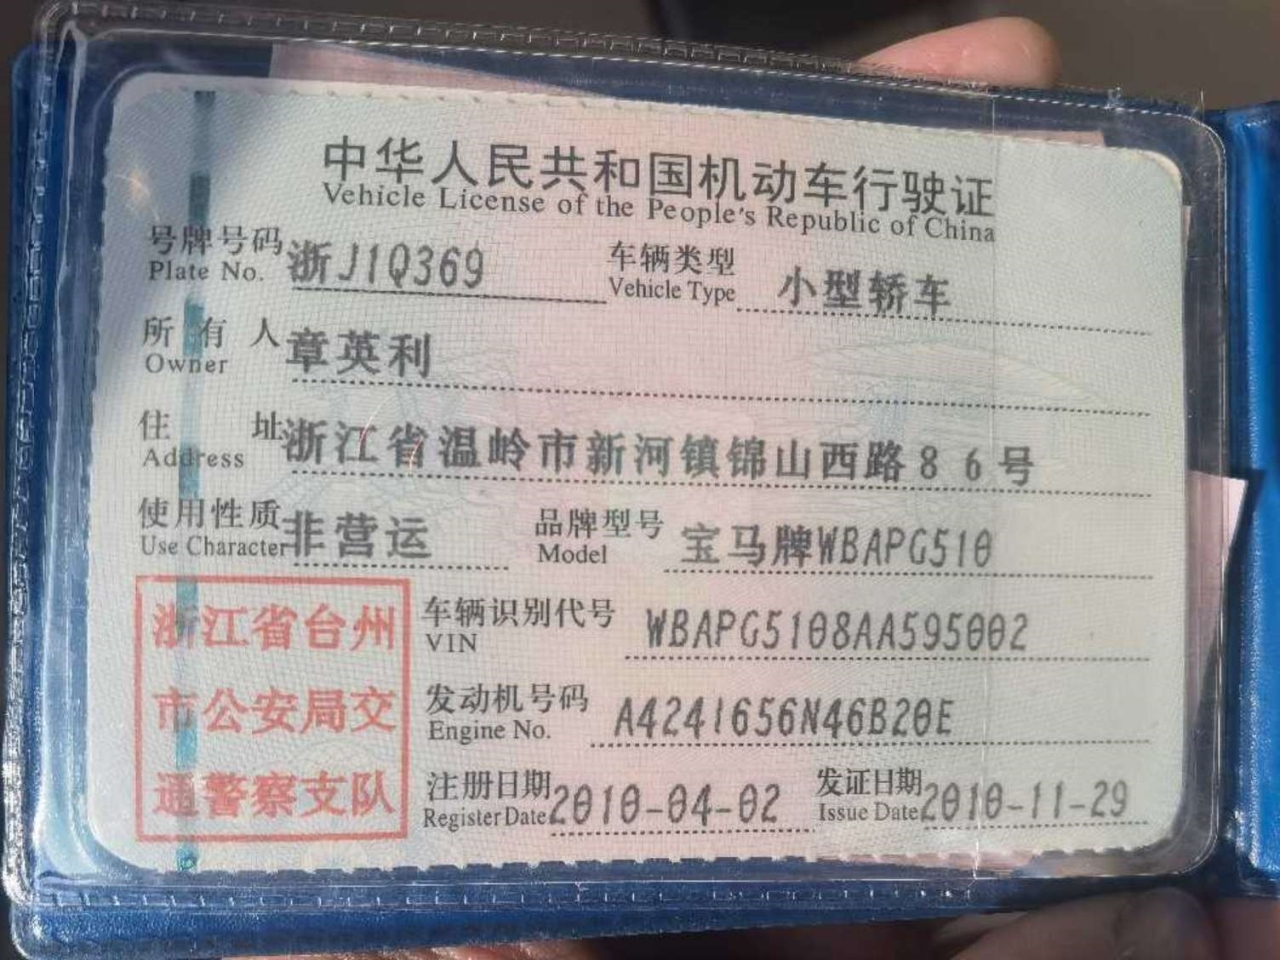 中华人民共和国机动车行驶证
Vehicle License of the People's Republic of China
号牌号码 浙J1Q369 车辆类型 小型轿车
Plate No. Vehicle Type
所有人 章英利
Owner
住址 浙江省温岭市新河镇锦山西路86号
Address
使用性质 非营运 品牌型号 宝马牌WBAPG510
Use Character Model
浙江省台州
市公安局交
通警察支队
车辆识别代号 WBAPG5108AA595002
VIN
发动机号码 A4241656N46B20E
Engine No.
注册日期 2010-04-02 发证日期 2010-11-29
Register Date Issue Date